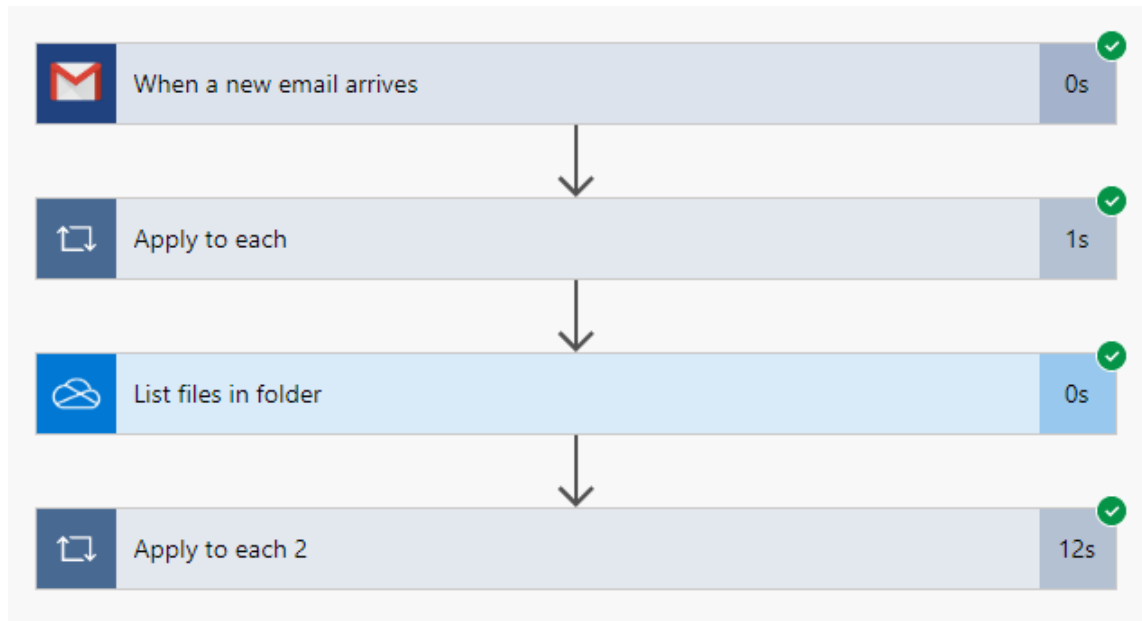 When a new email arrives 0s
Apply to each 1s
List files in folder 0s
Apply to each 2 12s